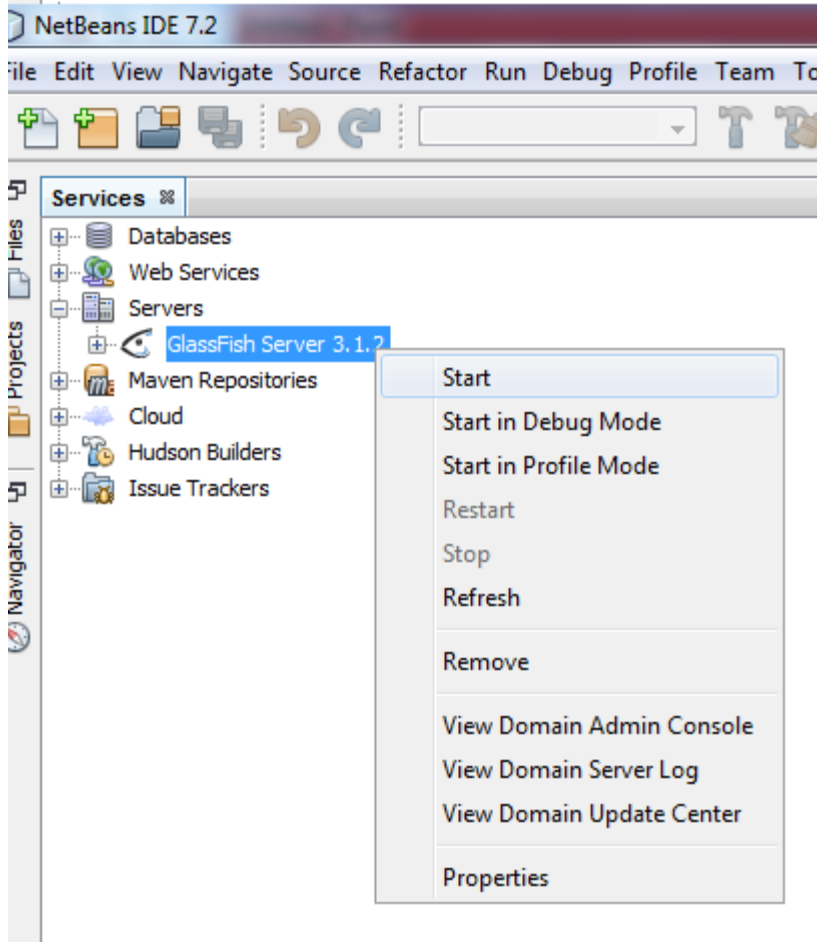 NetBeans IDE 7.2
File Edit View Navigate Source Refactor Run Debug Profile Team To
Services
Files
Projects
Navigator
Databases
Web Services
Servers
GlassFish Server 3.1.2
Maven Repositories
Cloud
Hudson Builders
Issue Trackers
Start
Start in Debug Mode
Start in Profile Mode
Restart
Stop
Refresh
Remove
View Domain Admin Console
View Domain Server Log
View Domain Update Center
Properties